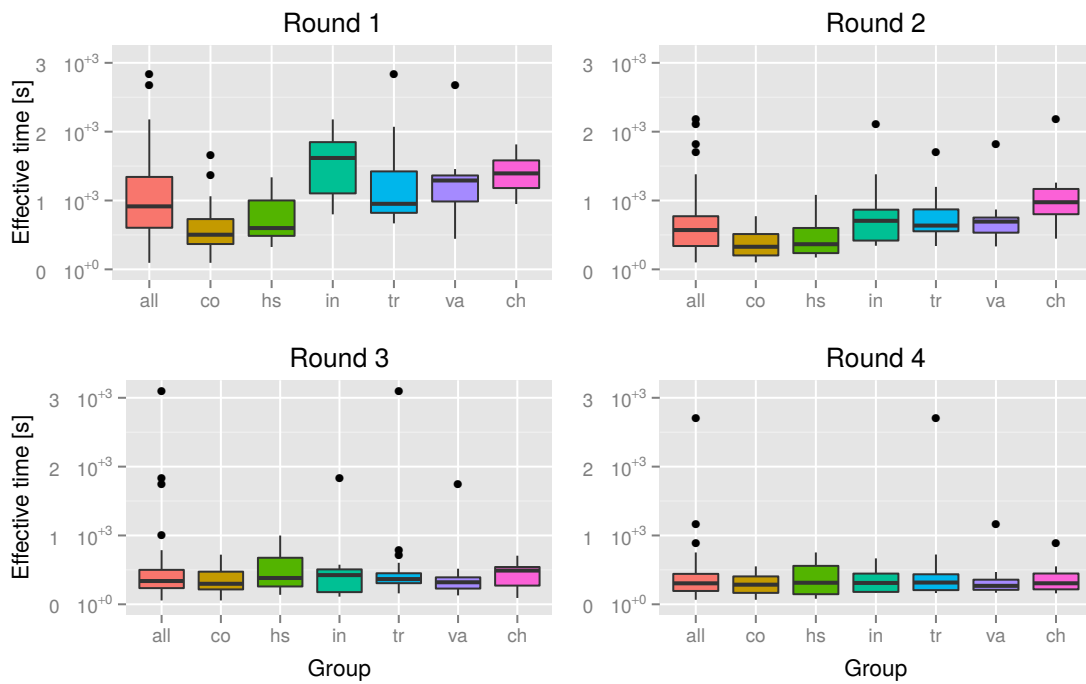 Round 1
Round 2
Effective time [s]
3 10+3
2 10+3
1 10+3
0 10+0
all co hs in tr va ch
3 10+3
2 10+3
1 10+3
0 10+0
all co hs in tr va ch
Round 3
Round 4
Effective time [s]
3 10+3
2 10+3
1 10+3
0 10+0
all co hs in tr va ch
Group
3 10+3
2 10+3
1 10+3
0 10+0
all co hs in tr va ch
Group